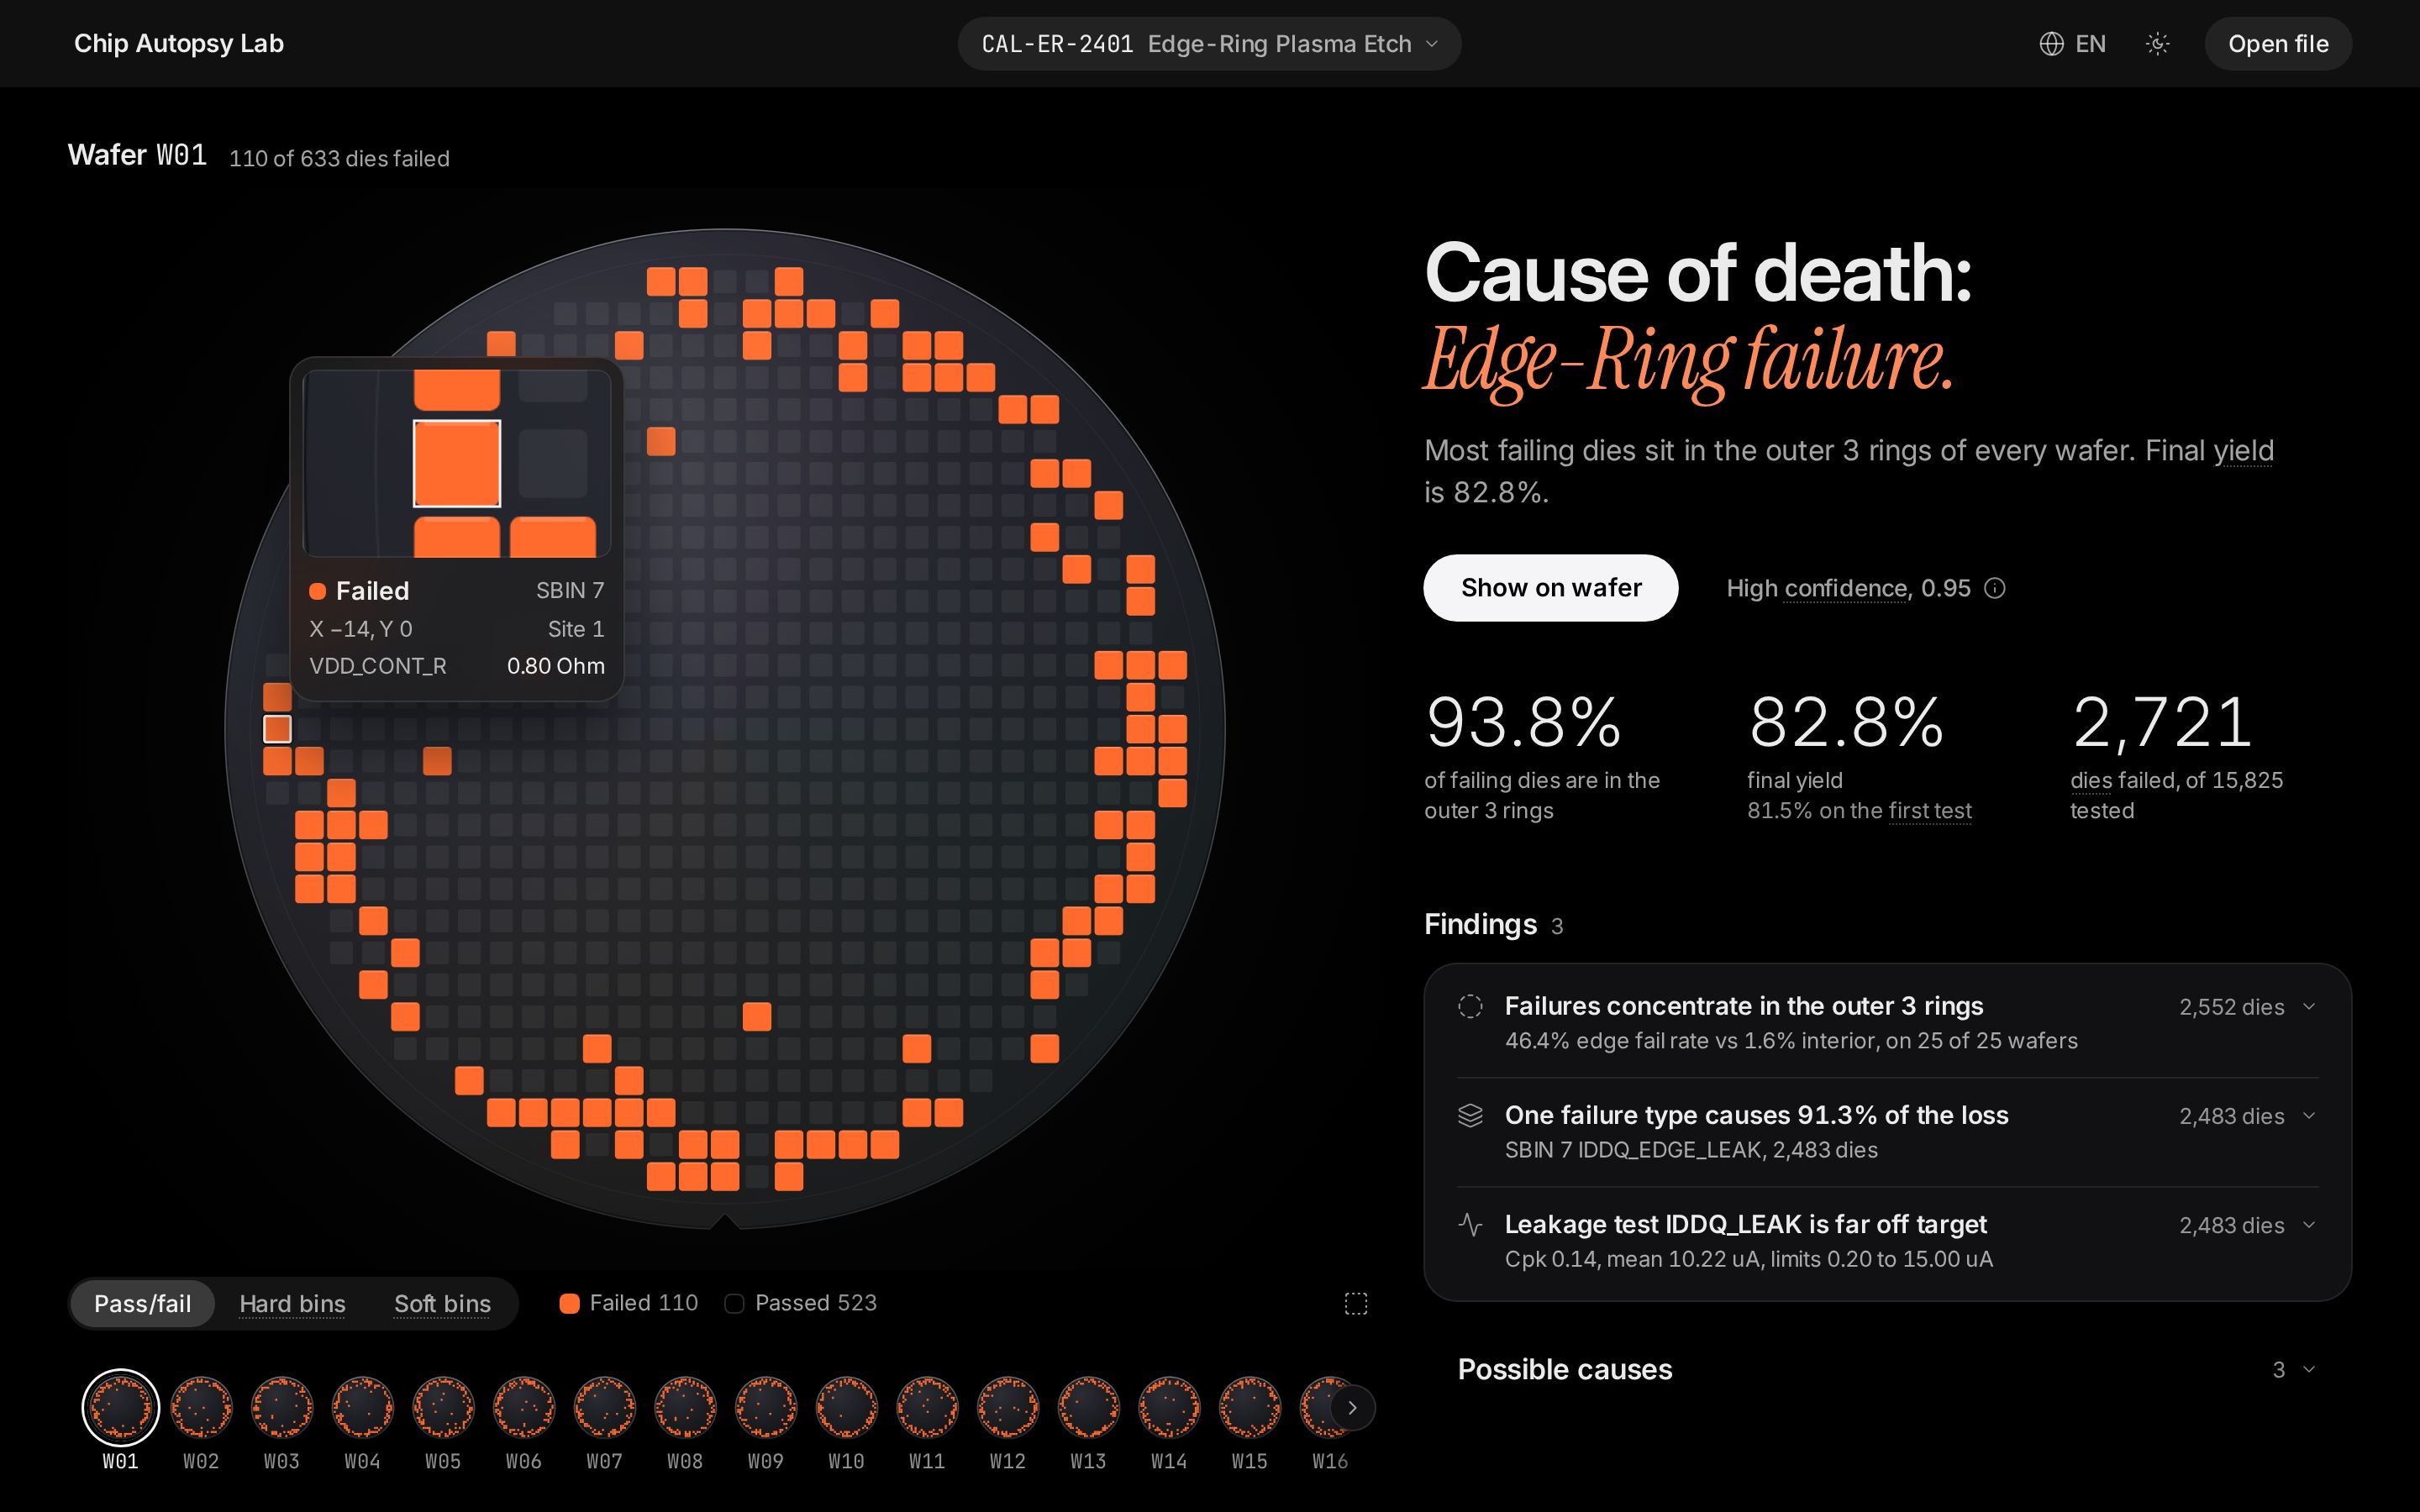 Chip Autopsy Lab
CAL-ER-2401 Edge-Ring Plasma Etch
EN
Open file
Wafer W01 110 of 633 dies failed
Failed SBIN 7
X −14, Y 0 Site 1
VDD_CONT_R 0.80 Ohm
Pass/fail Hard bins Soft bins Failed 110 Passed 523
W01 W02 W03 W04 W05 W06 W07 W08 W09 W10 W11 W12 W13 W14 W15 W16
Cause of death:
Edge-Ring failure.
Most failing dies sit in the outer 3 rings of every wafer. Final yield
is 82.8%.
Show on wafer High confidence, 0.95
93.8%
of failing dies are in the
outer 3 rings
82.8%
final yield
81.5% on the first test
2,721
dies failed, of 15,825
tested
Findings 3
Failures concentrate in the outer 3 rings 2,552 dies
46.4% edge fail rate vs 1.6% interior, on 25 of 25 wafers
One failure type causes 91.3% of the loss 2,483 dies
SBIN 7 IDDQ_EDGE_LEAK, 2,483 dies
Leakage test IDDQ_LEAK is far off target 2,483 dies
Cpk 0.14, mean 10.22 uA, limits 0.20 to 15.00 uA
Possible causes 3